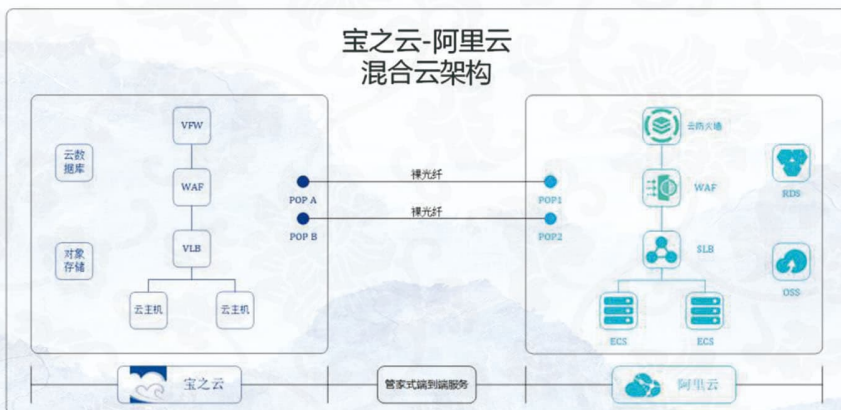 宝之云-阿里云
混合云架构
云数
据库
对象
存储
VFW
WAF
VLB
云主机
云主机
POP A
POP B
裸光纤
裸光纤
POP1
POP2
云防火墙
WAF
SLB
ECS
ECS
RDS
OSS
宝之云
管家式端到端服务
阿里云